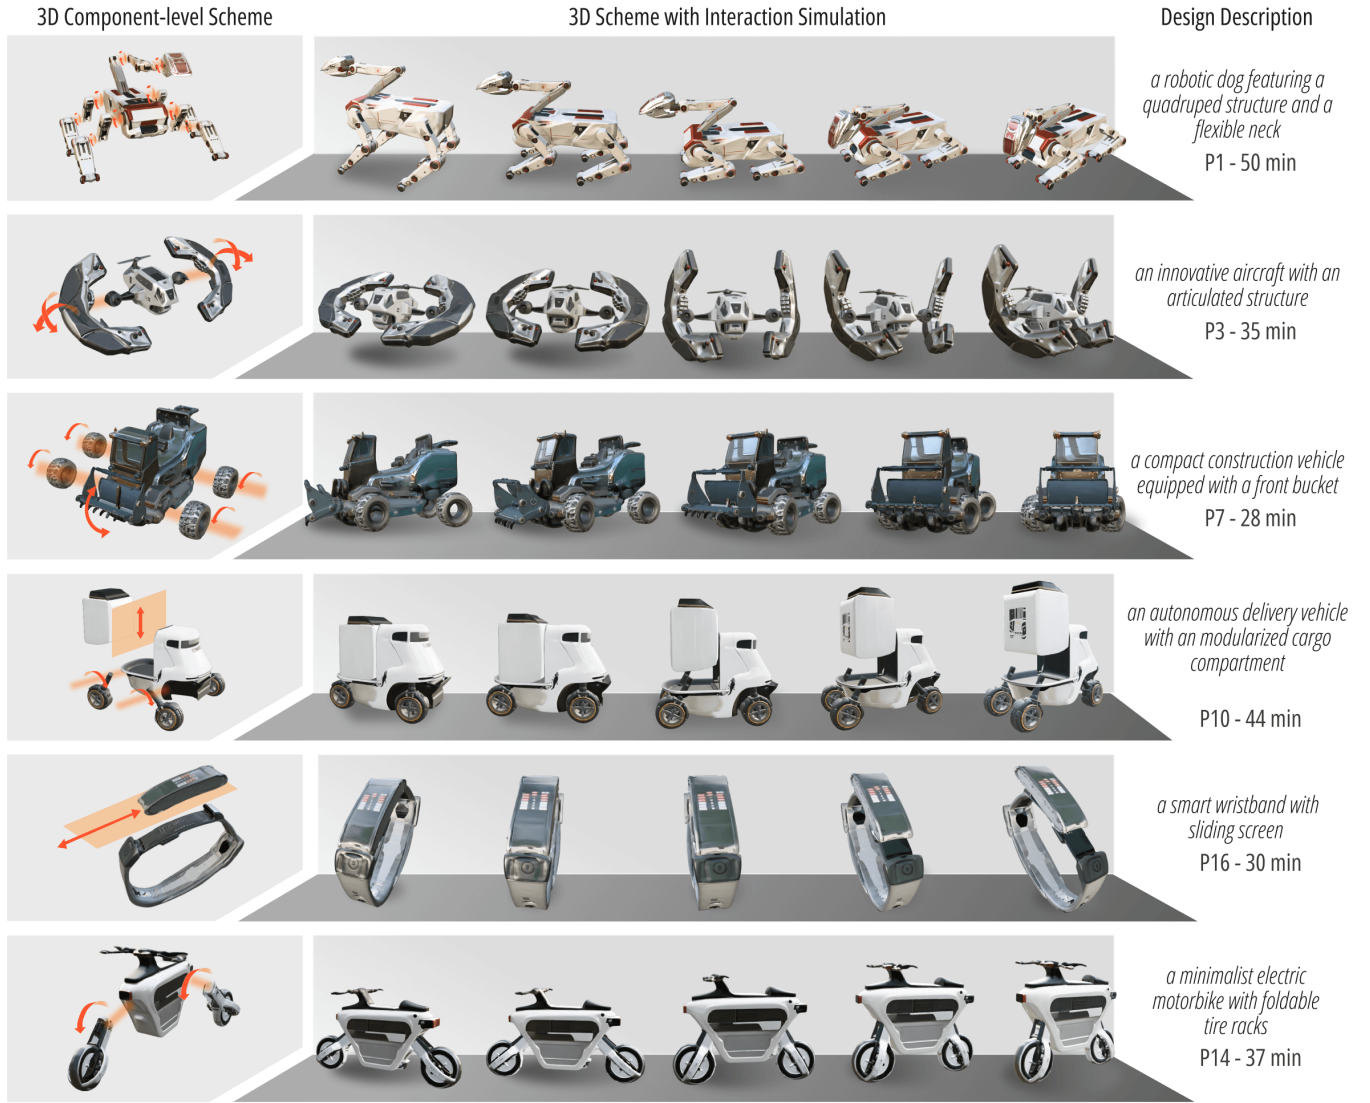 3D Component-level Scheme
3D Scheme with Interaction Simulation
Design Description
a robotic dog featuring a
quadruped structure and a
flexible neck
P1 - 50 min
an innovative aircraft with an
articulated structure
P3 - 35 min
a compact construction vehicle
equipped with a front bucket
P7 - 28 min
an autonomous delivery vehicle
with an modularized cargo
compartment
P10 - 44 min
a smart wristband with
sliding screen
P16 - 30 min
a minimalist electric
motorbike with foldable
tire racks
P14 - 37 min